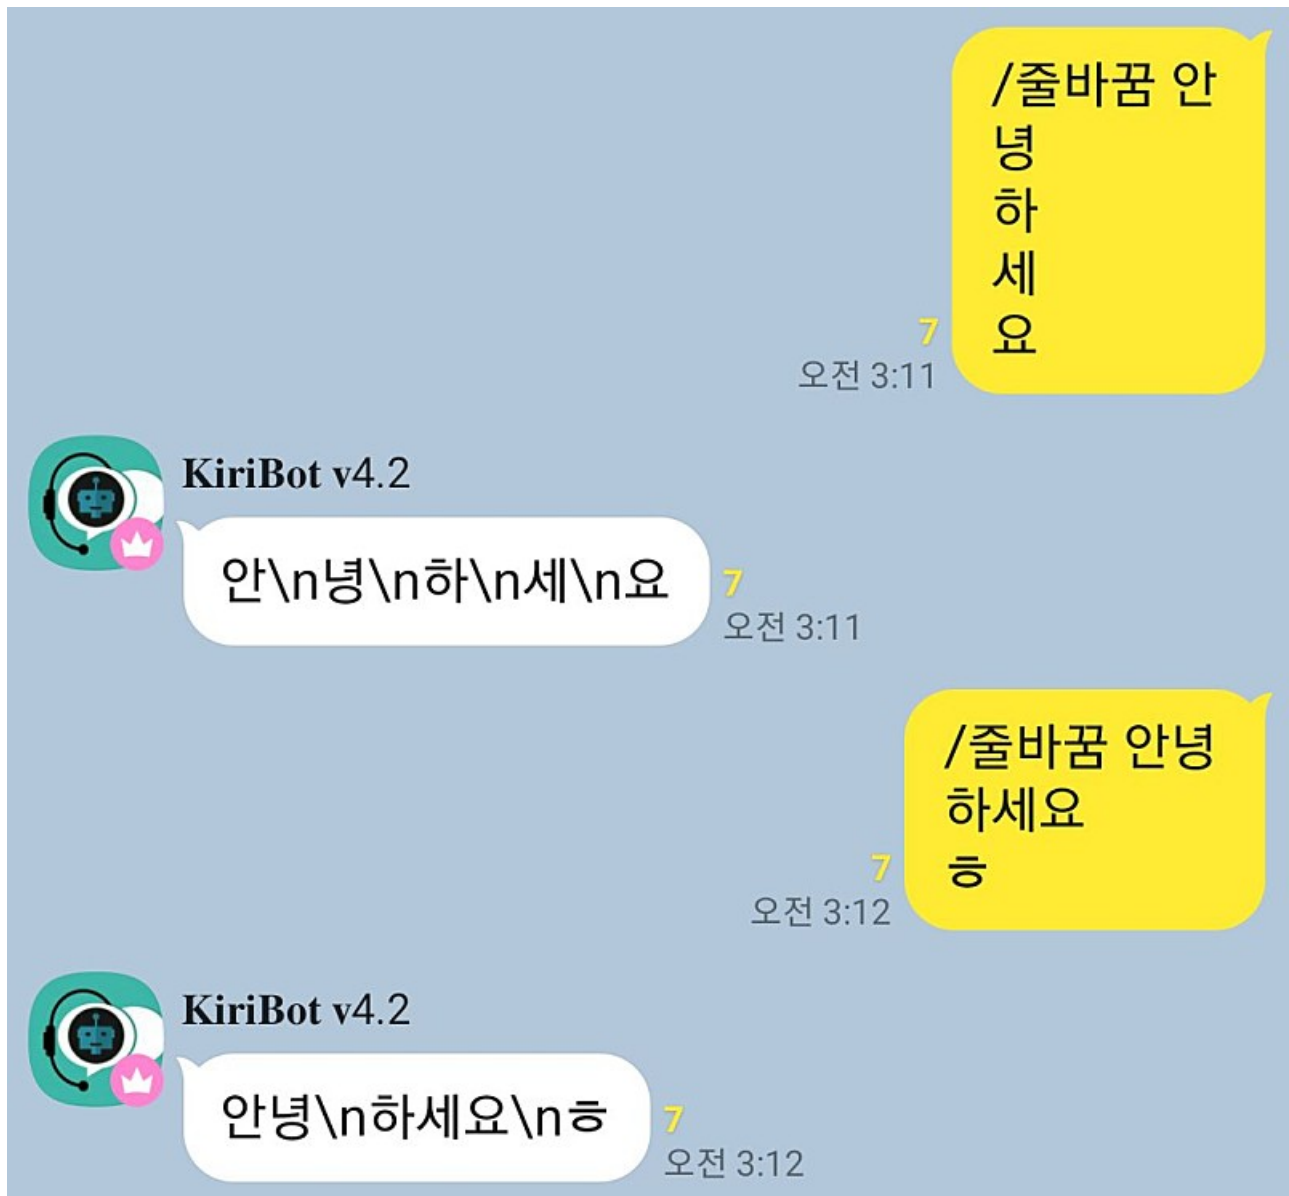 /줄바꿈 안
녕
하
세
요
7
오전 3:11
KiriBot v4.2
안\n녕\n하\n세\n요
7
오전 3:11
/줄바꿈 안녕
하세요
ㅎ
7
오전 3:12
KiriBot v4.2
안녕\n하세요\nㅎ
7
오전 3:12